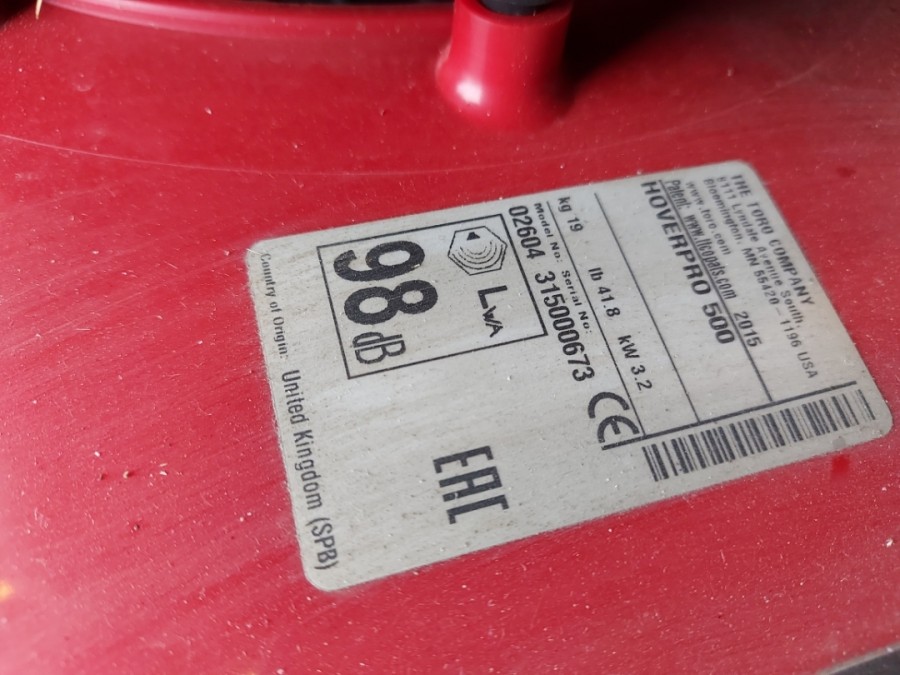 THE TORO COMPANY
8111 Lyndale Avenue South,
Bloomington, MN 55420-1196 USA
www.toro.com
Patent: www.ttcopats.com 2015
HOVERPRO 500
kg 19 lb 41.8 kW 3.2
Model No: Serial No:
02604 315000673
CE
LWA
98 dB
EAC
Country of Origin: United Kingdom (SPB)